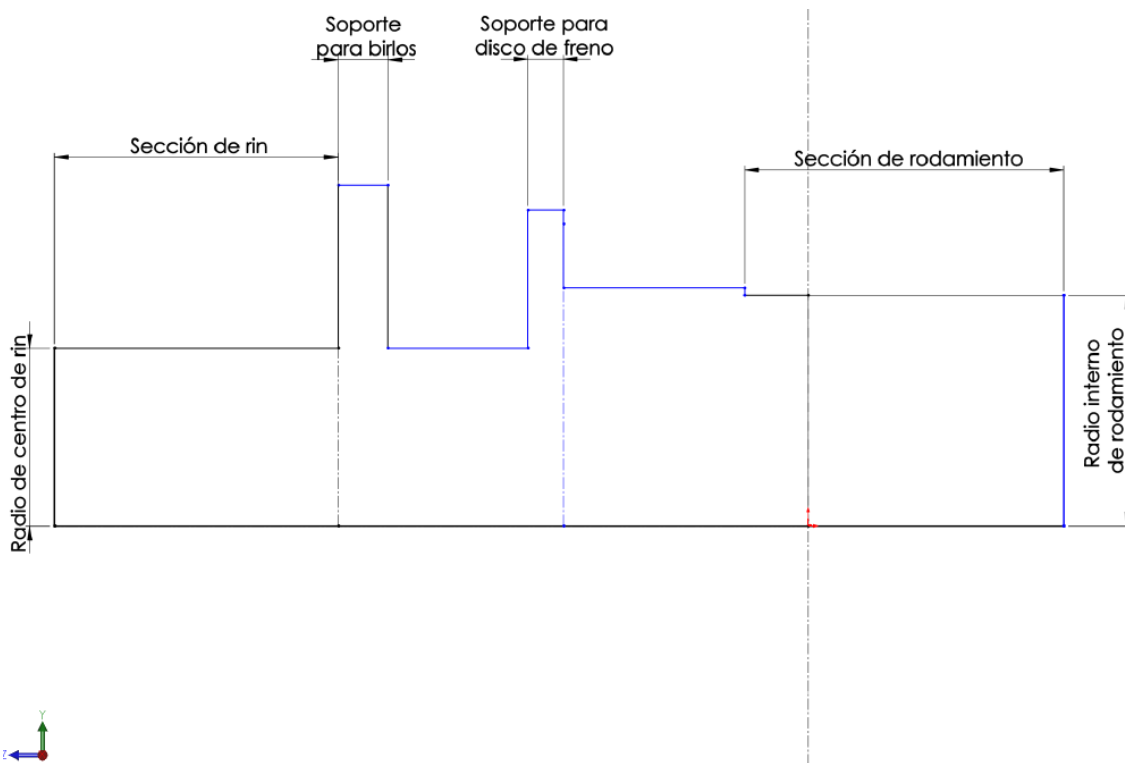 Soporte
para birlos
Soporte para
disco de freno
Sección de rin
Sección de rodamiento
Radio de centro de rin
Radio interno
de rodamiento
Y
Z